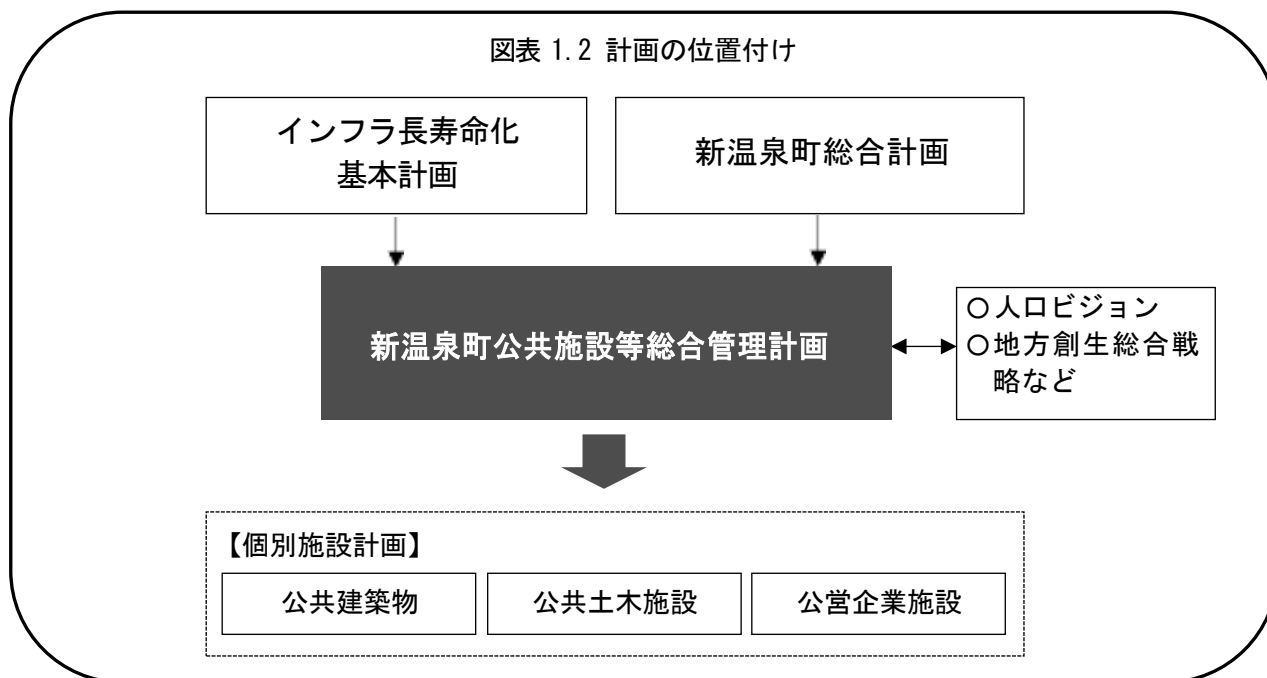 図表 1.2 計画の位置付け
インフラ長寿命化
基本計画
新温泉町総合計画
新温泉町公共施設等総合管理計画
○人口ビジョン
○地方創生総合戦
略など
【個別施設計画】
公共建築物
公共土木施設
公営企業施設